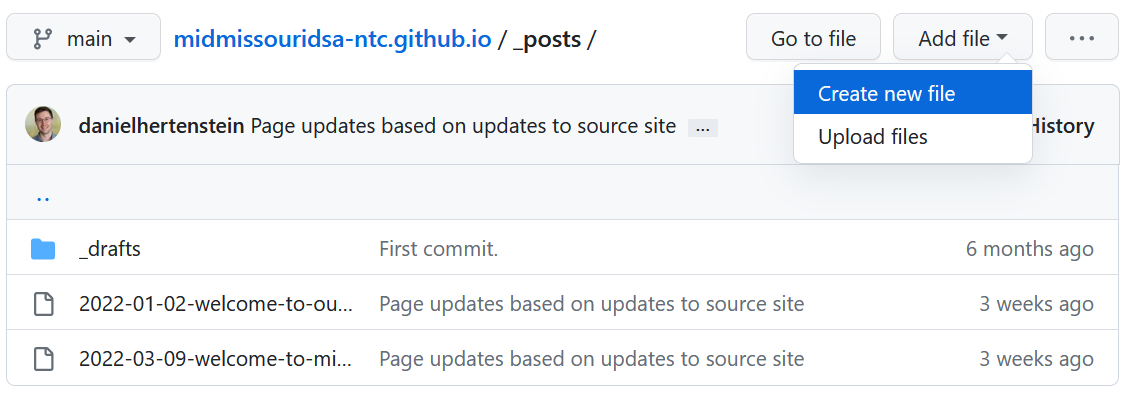 main midmissouridsa-ntc.github.io / _posts / Go to file Add file ...
Create new file
danielhertenstein Page updates based on updates to source site ... History
Upload files
..
_drafts First commit. 6 months ago
2022-01-02-welcome-to-ou... Page updates based on updates to source site 3 weeks ago
2022-03-09-welcome-to-mi... Page updates based on updates to source site 3 weeks ago